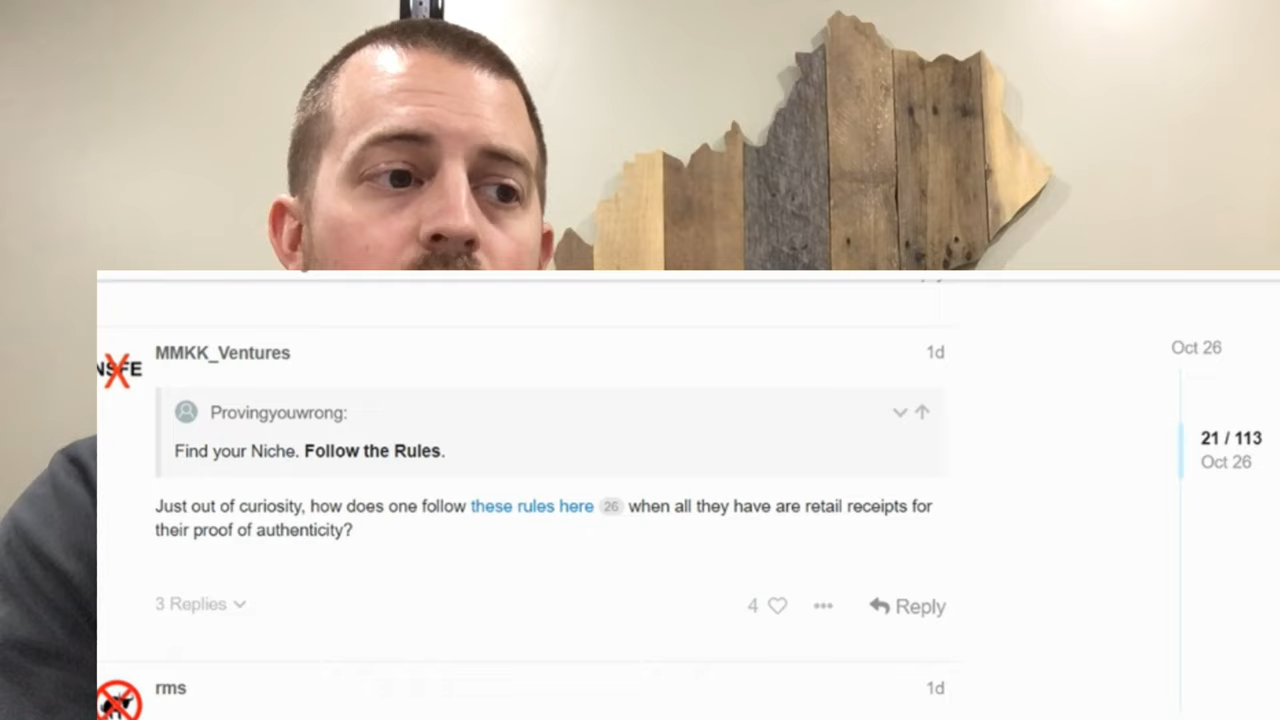 MMKK_Ventures 1d
Oct 26
Provingyouwrong:
Find your Niche. Follow the Rules.
21 / 113
Oct 26
Just out of curiosity, how does one follow these rules here 26 when all they have are retail receipts for
their proof of authenticity?
3 Replies 4 Reply
rms 1d